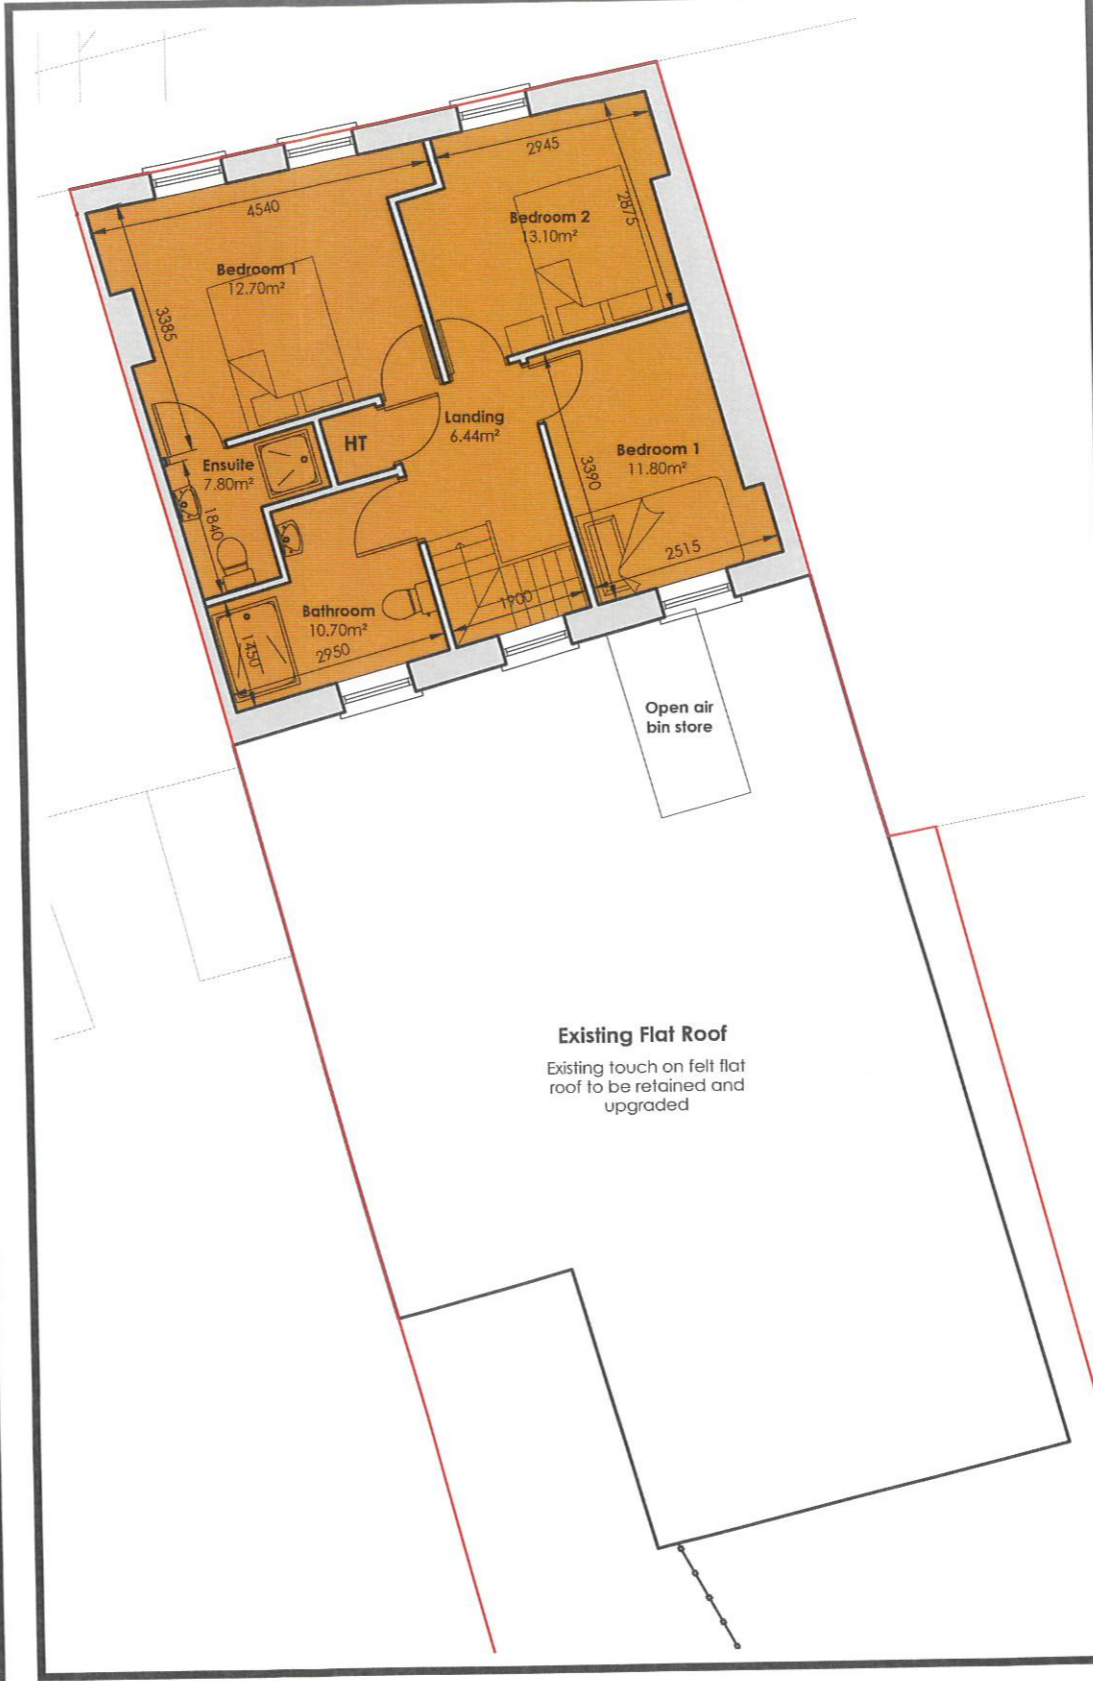 2945
4540
Bedroom 2
13.10m²
2875
Bedroom 1
12.70m²
3385
Landing
6.44m²
HT
Bedroom 1
11.80m²
Ensuite
7.80m²
3390
1840
2515
1900
Bathroom
10.70m²
1450
2950
Open air
bin store
Existing Flat Roof
Existing touch on felt flat
roof to be retained and
upgraded